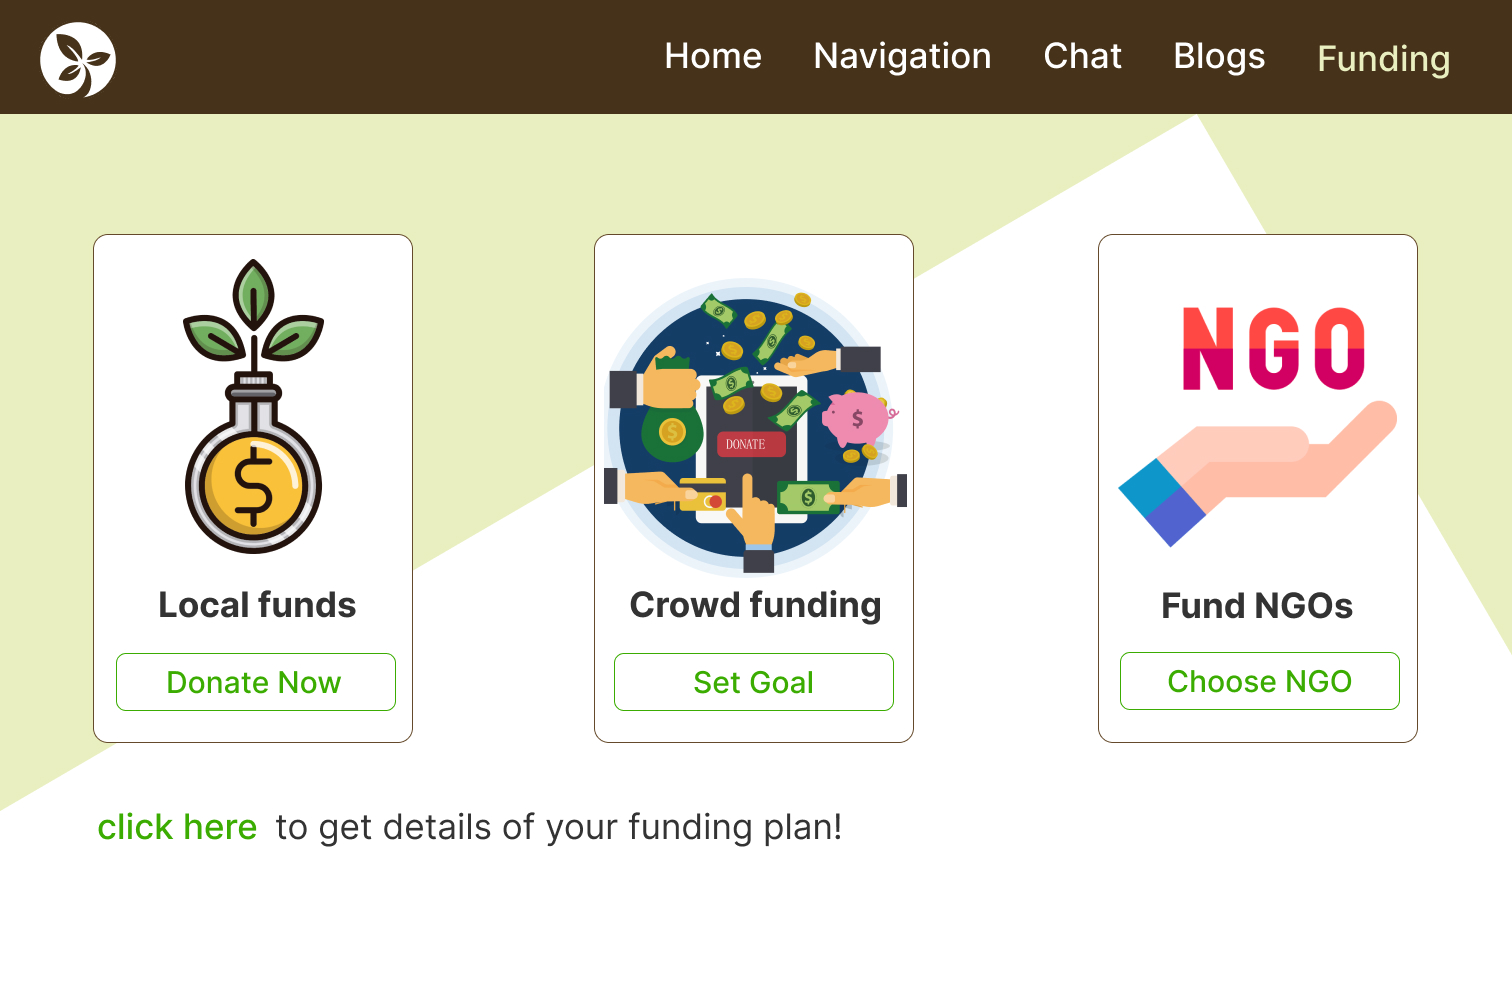 Home Navigation Chat Blogs Funding
NGO
DONATE
Local funds
Crowd funding
Fund NGOs
Donate Now
Set Goal
Choose NGO
click here to get details of your funding plan!